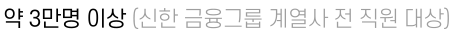 약 3만명 이상 (신한 금융그룹 계열사 전 직원 대상)